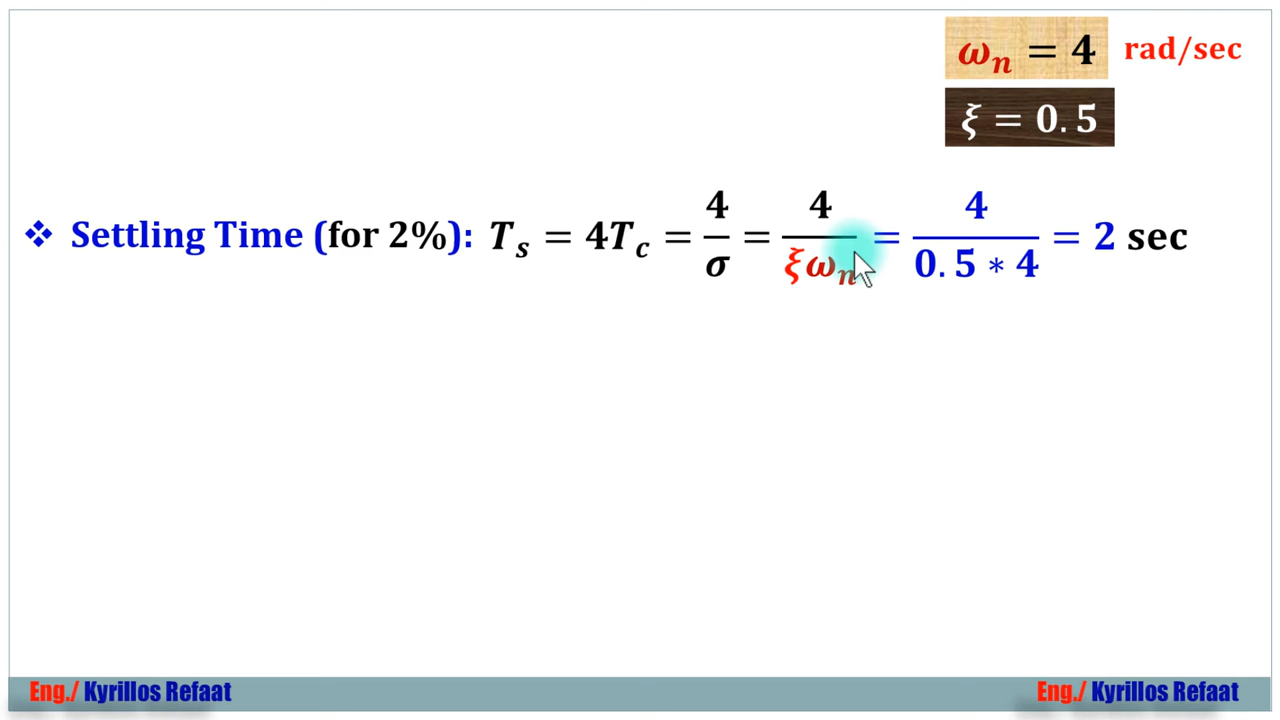 ωn = 4 rad/sec
ξ = 0.5
❖ Settling Time (for 2%): Ts = 4Tc = 4/σ = 4/ξωn = 4/0.5 * 4 = 2 sec
Eng./ Kyrillos Refaat Eng./ Kyrillos Refaat